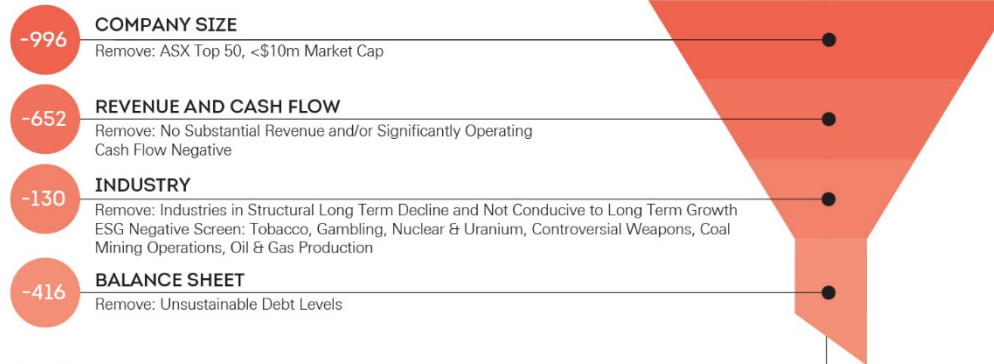 -996
COMPANY SIZE
Remove: ASX Top 50, <$10m Market Cap
-652
REVENUE AND CASH FLOW
Remove: No Substantial Revenue and/or Significantly Operating
Cash Flow Negative
-130
INDUSTRY
Remove: Industries in Structural Long Term Decline and Not Conducive to Long Term Growth
ESG Negative Screen: Tobacco, Gambling, Nuclear & Uranium, Controversial Weapons, Coal
Mining Operations, Oil & Gas Production
-416
BALANCE SHEET
Remove: Unsustainable Debt Levels